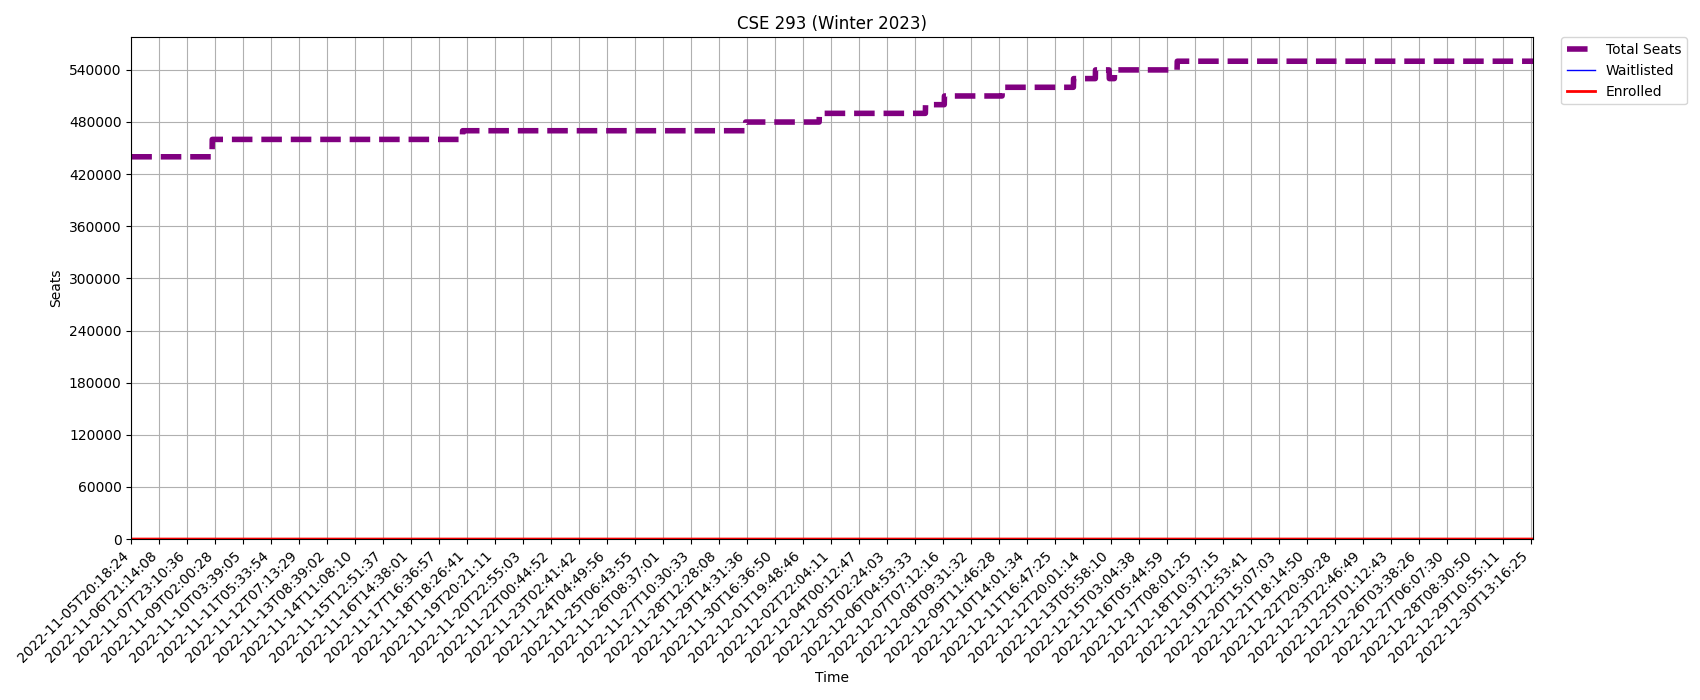 CSE 293 (Winter 2023)
Total Seats
Waitlisted
Enrolled
540000
480000
420000
360000
300000
240000
180000
120000
60000
0
Seats
2022-11-05T20:18:24
2022-11-06T21:14:08
2022-11-07T23:10:36
2022-11-09T02:00:28
2022-11-10T03:39:05
2022-11-11T05:33:54
2022-11-12T07:13:29
2022-11-13T08:39:02
2022-11-14T11:08:10
2022-11-15T12:51:37
2022-11-16T14:38:01
2022-11-17T16:36:57
2022-11-18T18:26:41
2022-11-19T20:21:11
2022-11-20T22:55:03
2022-11-22T00:44:52
2022-11-23T02:41:42
2022-11-24T04:49:56
2022-11-25T06:43:55
2022-11-26T08:37:01
2022-11-27T10:30:33
2022-11-28T12:28:08
2022-11-29T14:31:36
2022-11-30T16:36:50
2022-12-01T19:48:46
2022-12-02T22:04:11
2022-12-04T00:12:47
2022-12-05T02:24:03
2022-12-06T04:53:33
2022-12-07T07:12:16
2022-12-08T09:31:32
2022-12-09T11:46:28
2022-12-10T14:01:34
2022-12-11T16:47:25
2022-12-12T20:01:14
2022-12-13T23:58:10
2022-12-15T03:04:38
2022-12-16T05:44:59
2022-12-17T08:01:25
2022-12-18T10:37:15
2022-12-19T12:53:41
2022-12-20T15:07:03
2022-12-21T18:14:50
2022-12-22T20:30:28
2022-12-23T22:46:49
2022-12-25T01:12:43
2022-12-26T03:38:26
2022-12-27T06:07:30
2022-12-28T08:30:50
2022-12-29T10:55:11
2022-12-30T13:16:25
Time